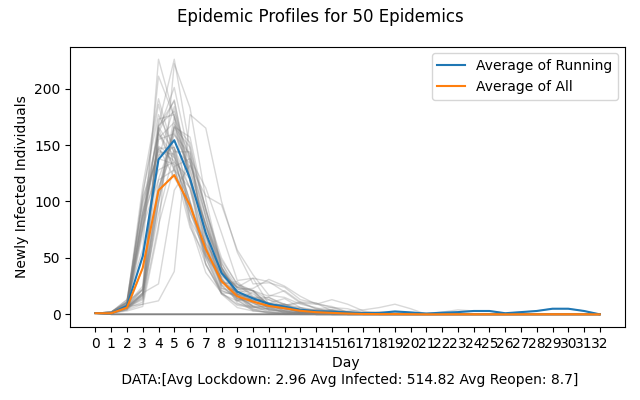 Epidemic Profiles for 50 Epidemics
Average of Running
Average of All
Newly Infected Individuals
200
150
100
50
0
0 1 2 3 4 5 6 7 8 9 10 11 12 13 14 15 16 17 18 19 20 21 22 23 24 25 26 27 28 29 30 31 32
Day
DATA:[Avg Lockdown: 2.96 Avg Infected: 514.82 Avg Reopen: 8.7]